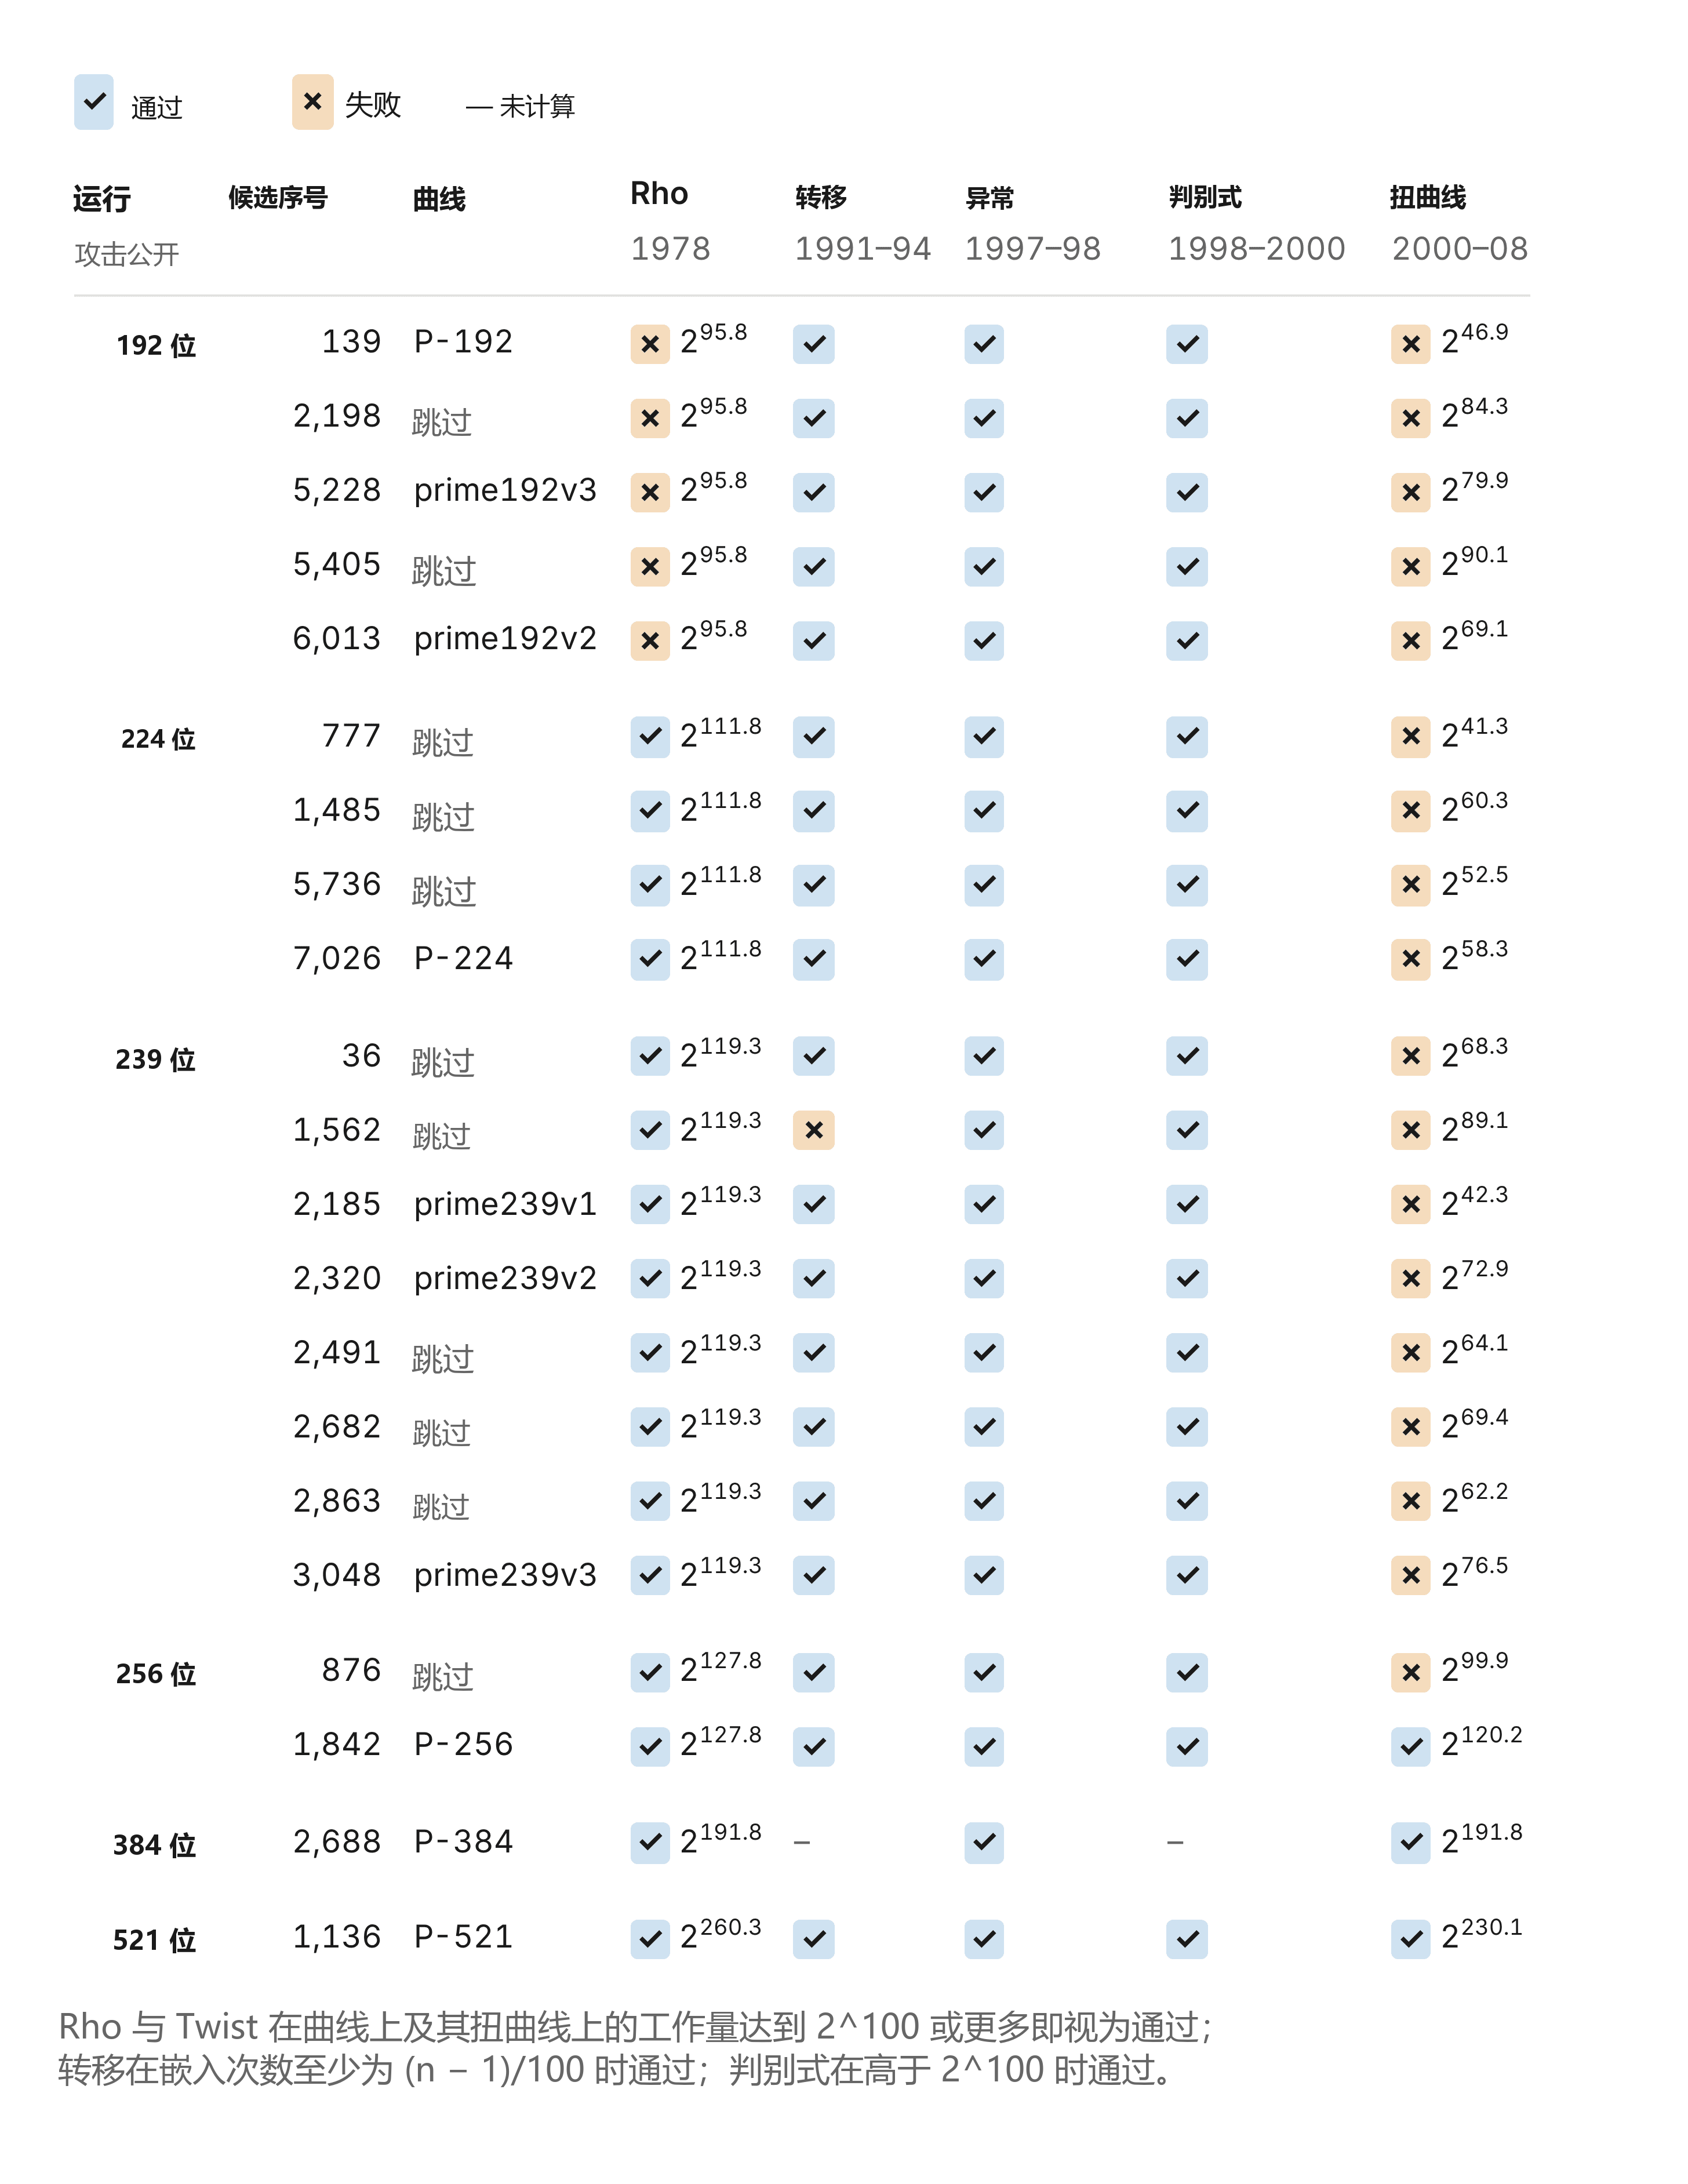 通过 失败 — 未计算
运行 候选序号 曲线 Rho 转移 异常 判别式 扭曲线
攻击公开 1978 1991–94 1997–98 1998–2000 2000–08
192 位 139 P-192 2^95.8 2^46.9
2,198 跳过 2^95.8 2^84.3
5,228 prime192v3 2^95.8 2^79.9
5,405 跳过 2^95.8 2^90.1
6,013 prime192v2 2^95.8 2^69.1
224 位 777 跳过 2^111.8 2^41.3
1,485 跳过 2^111.8 2^60.3
5,736 跳过 2^111.8 2^52.5
7,026 P-224 2^111.8 2^58.3
239 位 36 跳过 2^119.3 2^68.3
1,562 跳过 2^119.3 2^89.1
2,185 prime239v1 2^119.3 2^42.3
2,320 prime239v2 2^119.3 2^72.9
2,491 跳过 2^119.3 2^64.1
2,682 跳过 2^119.3 2^69.4
2,863 跳过 2^119.3 2^62.2
3,048 prime239v3 2^119.3 2^76.5
256 位 876 跳过 2^127.8 2^99.9
1,842 P-256 2^127.8 2^120.2
384 位 2,688 P-384 2^191.8 – – 2^191.8
521 位 1,136 P-521 2^260.3 2^230.1
Rho 与 Twist 在曲线上及其扭曲线上的工作量达到 2^100 或更多即视为通过；
转移在嵌入次数至少为 (n − 1)/100 时通过；判别式在高于 2^100 时通过。